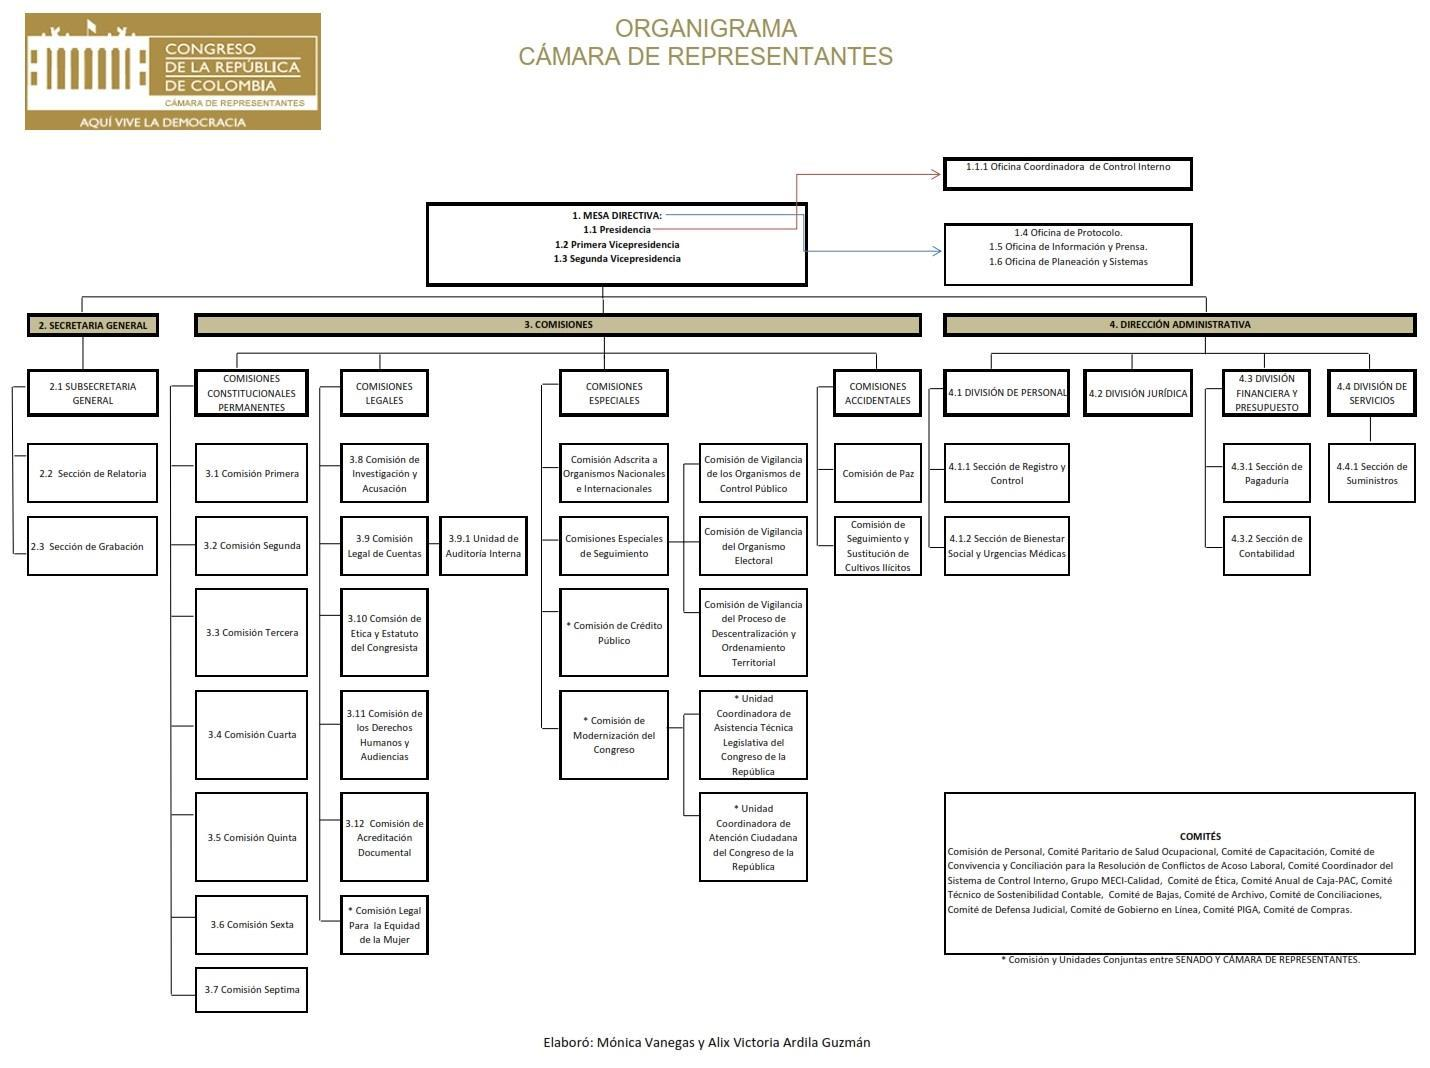 CONGRESO
DE LA REPÚBLICA
DE COLOMBIA
CÁMARA DE REPRESENTANTES
AQUÍ VIVE LA DEMOCRACIA
ORGANIGRAMA
CÁMARA DE REPRESENTANTES
1.1.1 Oficina Coordinadora de Control Interno
1. MESA DIRECTIVA:
1.1 Presidencia
1.2 Primera Vicepresidencia
1.3 Segunda Vicepresidencia
1.4 Oficina de Protocolo.
1.5 Oficina de Información y Prensa.
1.6 Oficina de Planeación y Sistemas
2. SECRETARIA GENERAL
3. COMISIONES
4. DIRECCIÓN ADMINISTRATIVA
2.1 SUBSECRETARIA
GENERAL
2.2 Sección de Relatoria
2.3 Sección de Grabación
COMISIONES
CONSTITUCIONALES
PERMANENTES
3.1 Comisión Primera
3.2 Comisión Segunda
3.3 Comisión Tercera
3.4 Comisión Cuarta
3.5 Comisión Quinta
3.6 Comisión Sexta
3.7 Comisión Septima
COMISIONES
LEGALES
3.8 Comisión de
Investigación y
Acusación
3.9 Comisión
Legal de Cuentas
3.9.1 Unidad de
Auditoría Interna
3.10 Comsión de
Etica y Estatuto
del Congresista
3.11 Comisión de
los Derechos
Humanos y
Audiencias
3.12 Comisión de
Acreditación
Documental
* Comisión Legal
Para la Equidad
de la Mujer
COMISIONES
ESPECIALES
Comisión Adscrita a
Organismos Nacionales
e Internacionales
Comisiones Especiales
de Seguimiento
* Comisión de Crédito
Público
* Comisión de
Modernización del
Congreso
Comisión de Vigilancia
de los Organismos de
Control Público
Comisión de Vigilancia
del Organismo
Electoral
Comisión de Vigilancia
del Proceso de
Descentralización y
Ordenamiento
Territorial
* Unidad
Coordinadora de
Asistencia Técnica
Legislativa del
Congreso de la
República
* Unidad
Coordinadora de
Atención Ciudadana
del Congreso de la
República
COMISIONES
ACCIDENTALES
Comisión de Paz
Comisión de
Seguimiento y
Sustitución de
Cultivos Ilícitos
4.1 DIVISIÓN DE PERSONAL
4.1.1 Sección de Registro y
Control
4.1.2 Sección de Bienestar
Social y Urgencias Médicas
4.2 DIVISIÓN JURÍDICA
4.3 DIVISIÓN
FINANCIERA Y
PRESUPUESTO
4.3.1 Sección de
Pagaduría
4.3.2 Sección de
Contabilidad
4.4 DIVISIÓN DE
SERVICIOS
4.4.1 Sección de
Suministros
COMITÉS
Comisión de Personal, Comité Paritario de Salud Ocupacional, Comité de Capacitación, Comité de
Convivencia y Conciliación para la Resolución de Conflictos de Acoso Laboral, Comité Coordinador del
Sistema de Control Interno, Grupo MECI-Calidad, Comité de Ética, Comité Anual de Caja-PAC, Comité
Técnico de Sostenibilidad Contable, Comité de Bajas, Comité de Archivo, Comité de Conciliaciones,
Comité de Defensa Judicial, Comité de Gobierno en Línea, Comité PIGA, Comité de Compras.
* Comisión y Unidades Conjuntas entre SENADO Y CÁMARA DE REPRESENTANTES.
Elaboró: Mónica Vanegas y Alix Victoria Ardila Guzmán